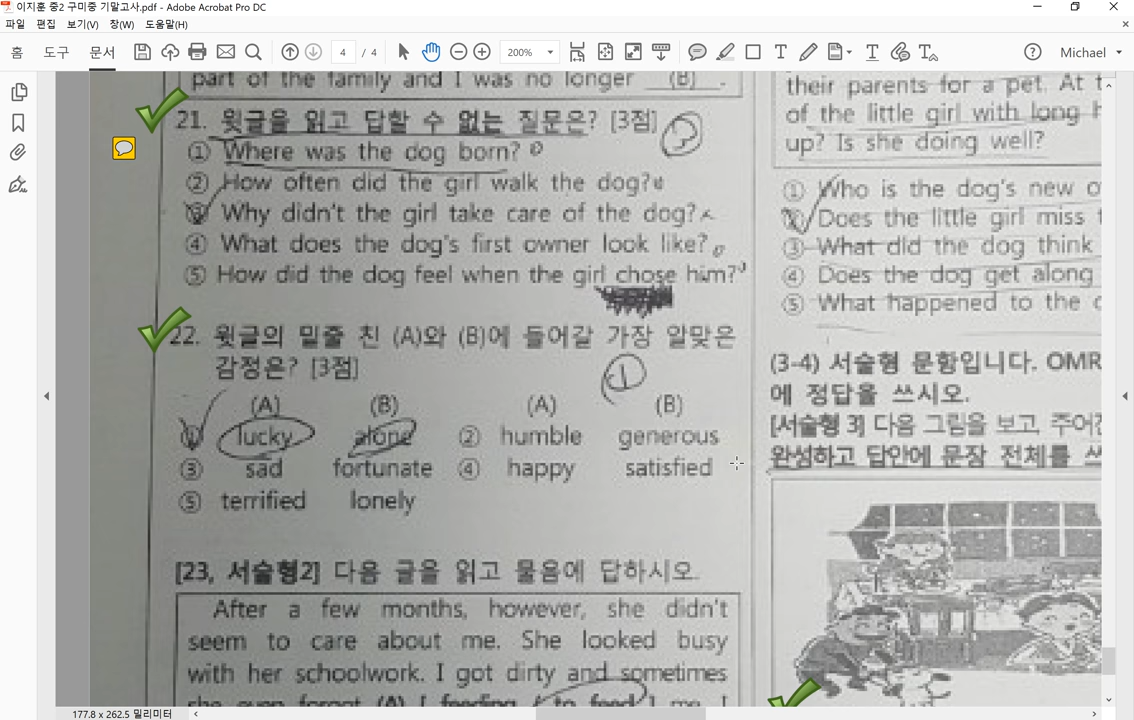 이지훈 중2 구미중 기말고사.pdf - Adobe Acrobat Pro DC
파일 편집 보기(V) 창(W) 도움말(H)
홈 도구 문서 4 / 4 200% Michael
part of the family and I was no longer (B) .
21. 윗글을 읽고 답할 수 없는 질문은? [3점] ③
① Where was the dog born?
② How often did the girl walk the dog?
③ Why didn't the girl take care of the dog?
④ What does the dog's first owner look like?
⑤ How did the dog feel when the girl chose him?
22. 윗글의 밑줄 친 (A)와 (B)에 들어갈 가장 알맞은
감정은? [3점] ①
(A) (B) (A) (B)
① lucky alone ② humble generous
③ sad fortunate ④ happy satisfied
⑤ terrified lonely
[23, 서술형2] 다음 글을 읽고 물음에 답하시오.
After a few months, however, she didn't
seem to care about me. She looked busy
with her schoolwork. I got dirty and sometimes
she even forgot (A) [ feeding / to feed ] me. I
their parents for a pet. At t
of the little girl with long h
up? Is she doing well?
① Who is the dog's new o
② Does the little girl miss t
③ What did the dog think
④ Does the dog get along
⑤ What happened to the
(3-4) 서술형 문항입니다. OMR
에 정답을 쓰시오.
[서술형 3] 다음 그림을 보고, 주어진
완성하고 답안에 문장 전체를 쓰
177.8 x 262.5 밀리미터